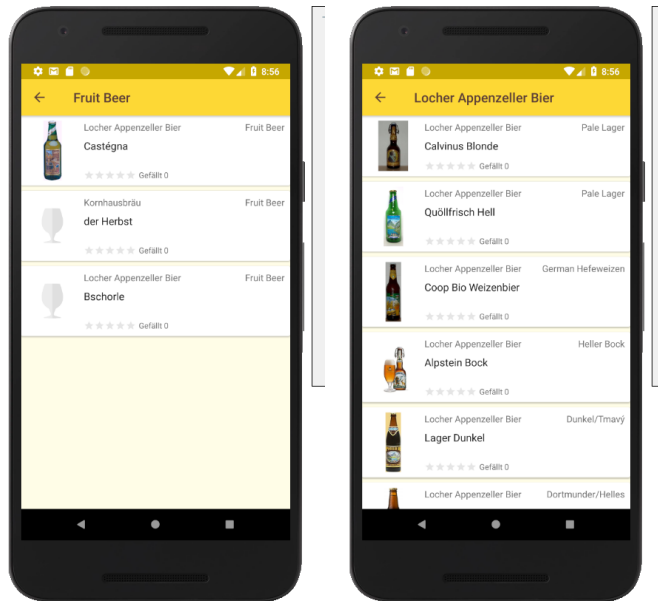 8:56
Fruit Beer
Locher Appenzeller Bier Fruit Beer
Castégna
Gefällt 0
Kornhausbräu Fruit Beer
der Herbst
Gefällt 0
Locher Appenzeller Bier Fruit Beer
Bschorle
Gefällt 0
8:56
Locher Appenzeller Bier
Locher Appenzeller Bier Pale Lager
Calvinus Blonde
Gefällt 0
Locher Appenzeller Bier Pale Lager
Quöllfrisch Hell
Gefällt 0
Locher Appenzeller Bier German Hefeweizen
Coop Bio Weizenbier
Gefällt 0
Locher Appenzeller Bier Heller Bock
Alpstein Bock
Gefällt 0
Locher Appenzeller Bier Dunkel/Tmavý
Lager Dunkel
Gefällt 0
Locher Appenzeller Bier Dortmunder/Helles